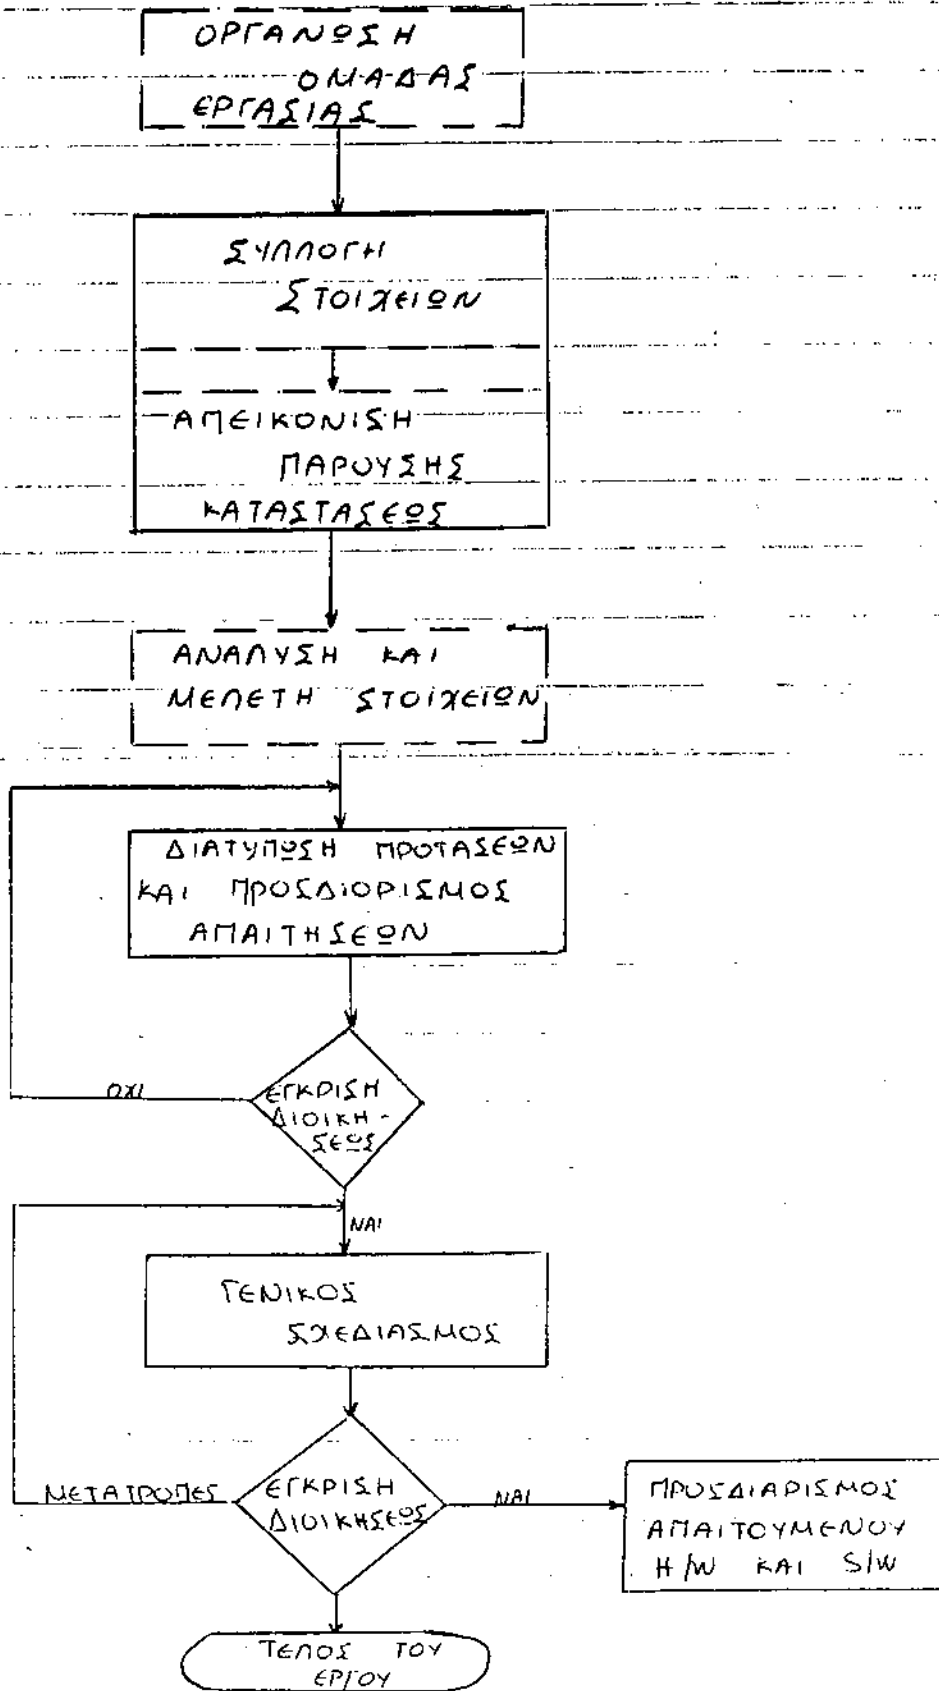 ΟΡΓΑΝΩΣΗ
ΟΜΑΔΑΣ
ΕΡΓΑΣΙΑΣ
ΣΥΛΛΟΓΗ
ΣΤΟΙΧΕΙΩΝ
ΑΠΕΙΚΟΝΙΣΗ
ΠΑΡΟΥΣΗΣ
ΚΑΤΑΣΤΑΣΕΩΣ
ΑΝΑΛΥΣΗ ΚΑΙ
ΜΕΛΕΤΗ ΣΤΟΙΧΕΙΩΝ
ΔΙΑΤΥΠΩΣΗ ΠΡΟΤΑΣΕΩΝ
ΚΑΙ ΠΡΟΣΔΙΟΡΙΣΜΟΣ
ΑΠΑΙΤΗΣΕΩΝ
ΟΧΙ
ΕΓΚΡΙΣΗ
ΔΙΟΙΚΗ-
ΣΕΩΣ
ΝΑΙ
ΓΕΝΙΚΟΣ
ΣΧΕΔΙΑΣΜΟΣ
ΜΕΤΑΤΡΟΠΕΣ
ΕΓΚΡΙΣΗ
ΔΙΟΙΚΗΣΕΩΣ
ΝΑΙ
ΠΡΟΣΔΙΑΡΙΣΜΟΣ
ΑΠΑΙΤΟΥΜΕΝΟΥ
H/W ΚΑΙ S/W
ΤΕΛΟΣ ΤΟΥ
ΕΡΓΟΥ